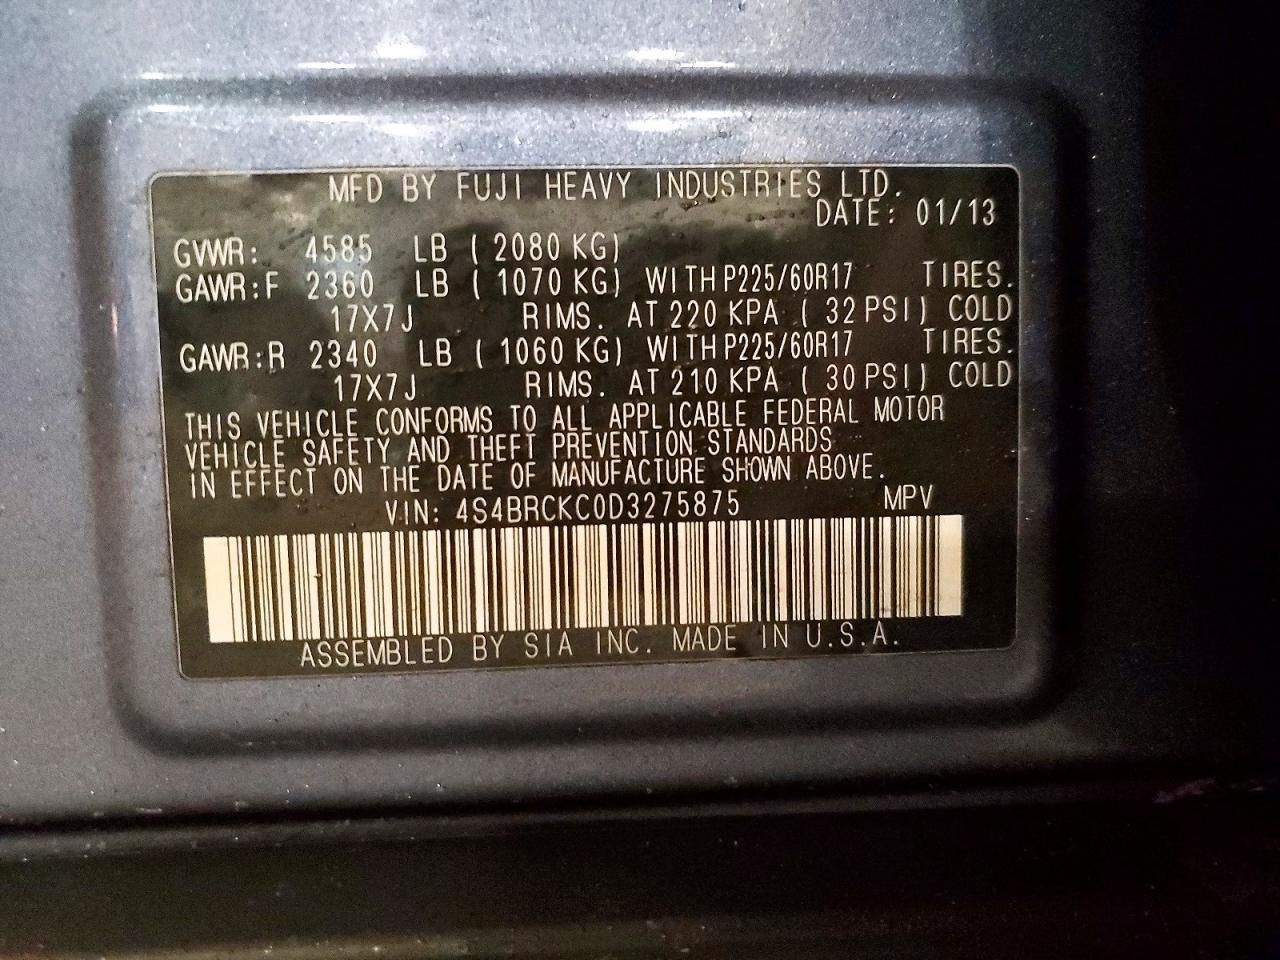 MFD BY FUJI HEAVY INDUSTRIES LTD.
DATE: 01/13
GVWR: 4585 LB ( 2080 KG)
GAWR:F 2360 LB ( 1070 KG) WITH P225/60R17 TIRES.
17X7J RIMS. AT 220 KPA ( 32 PSI) COLD
GAWR:R 2340 LB ( 1060 KG) WITH P225/60R17 TIRES.
17X7J RIMS. AT 210 KPA ( 30 PSI) COLD
THIS VEHICLE CONFORMS TO ALL APPLICABLE FEDERAL MOTOR
VEHICLE SAFETY AND THEFT PREVENTION STANDARDS
IN EFFECT ON THE DATE OF MANUFACTURE SHOWN ABOVE.
VIN: 4S4BRCKC0D3275875 MPV
ASSEMBLED BY SIA INC. MADE IN U.S.A.